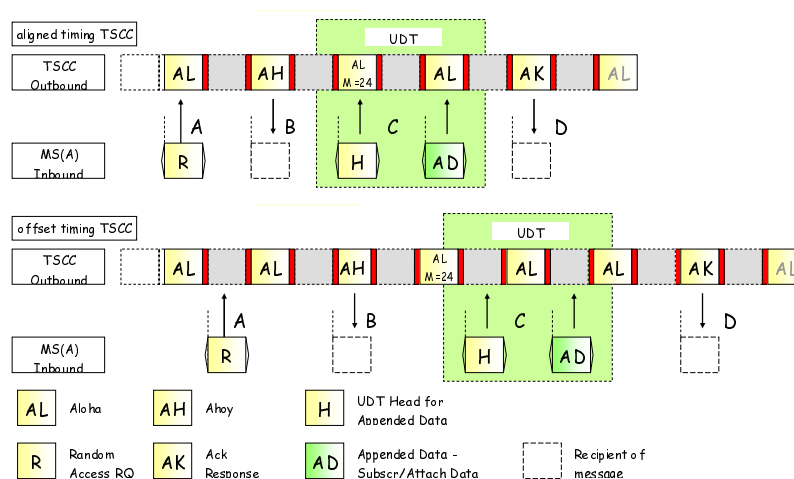 aligned timing TSCC
UDT
TSCC
Outbound
AL
AH
AL
M =24
AL
AK
AL
A
B
C
D
MS(A)
Inbound
R
H
AD
offset timing TSCC
UDT
TSCC
Outbound
AL
AL
AH
AL
M =24
AL
AL
AK
AL
A
B
C
D
MS(A)
Inbound
R
H
AD
AL
Aloha
AH
Ahoy
H
UDT Head for
Appended Data
R
Random
Access RQ
AK
Ack
Response
AD
Appended Data -
Subscr/Attach Data
Recipient of
message